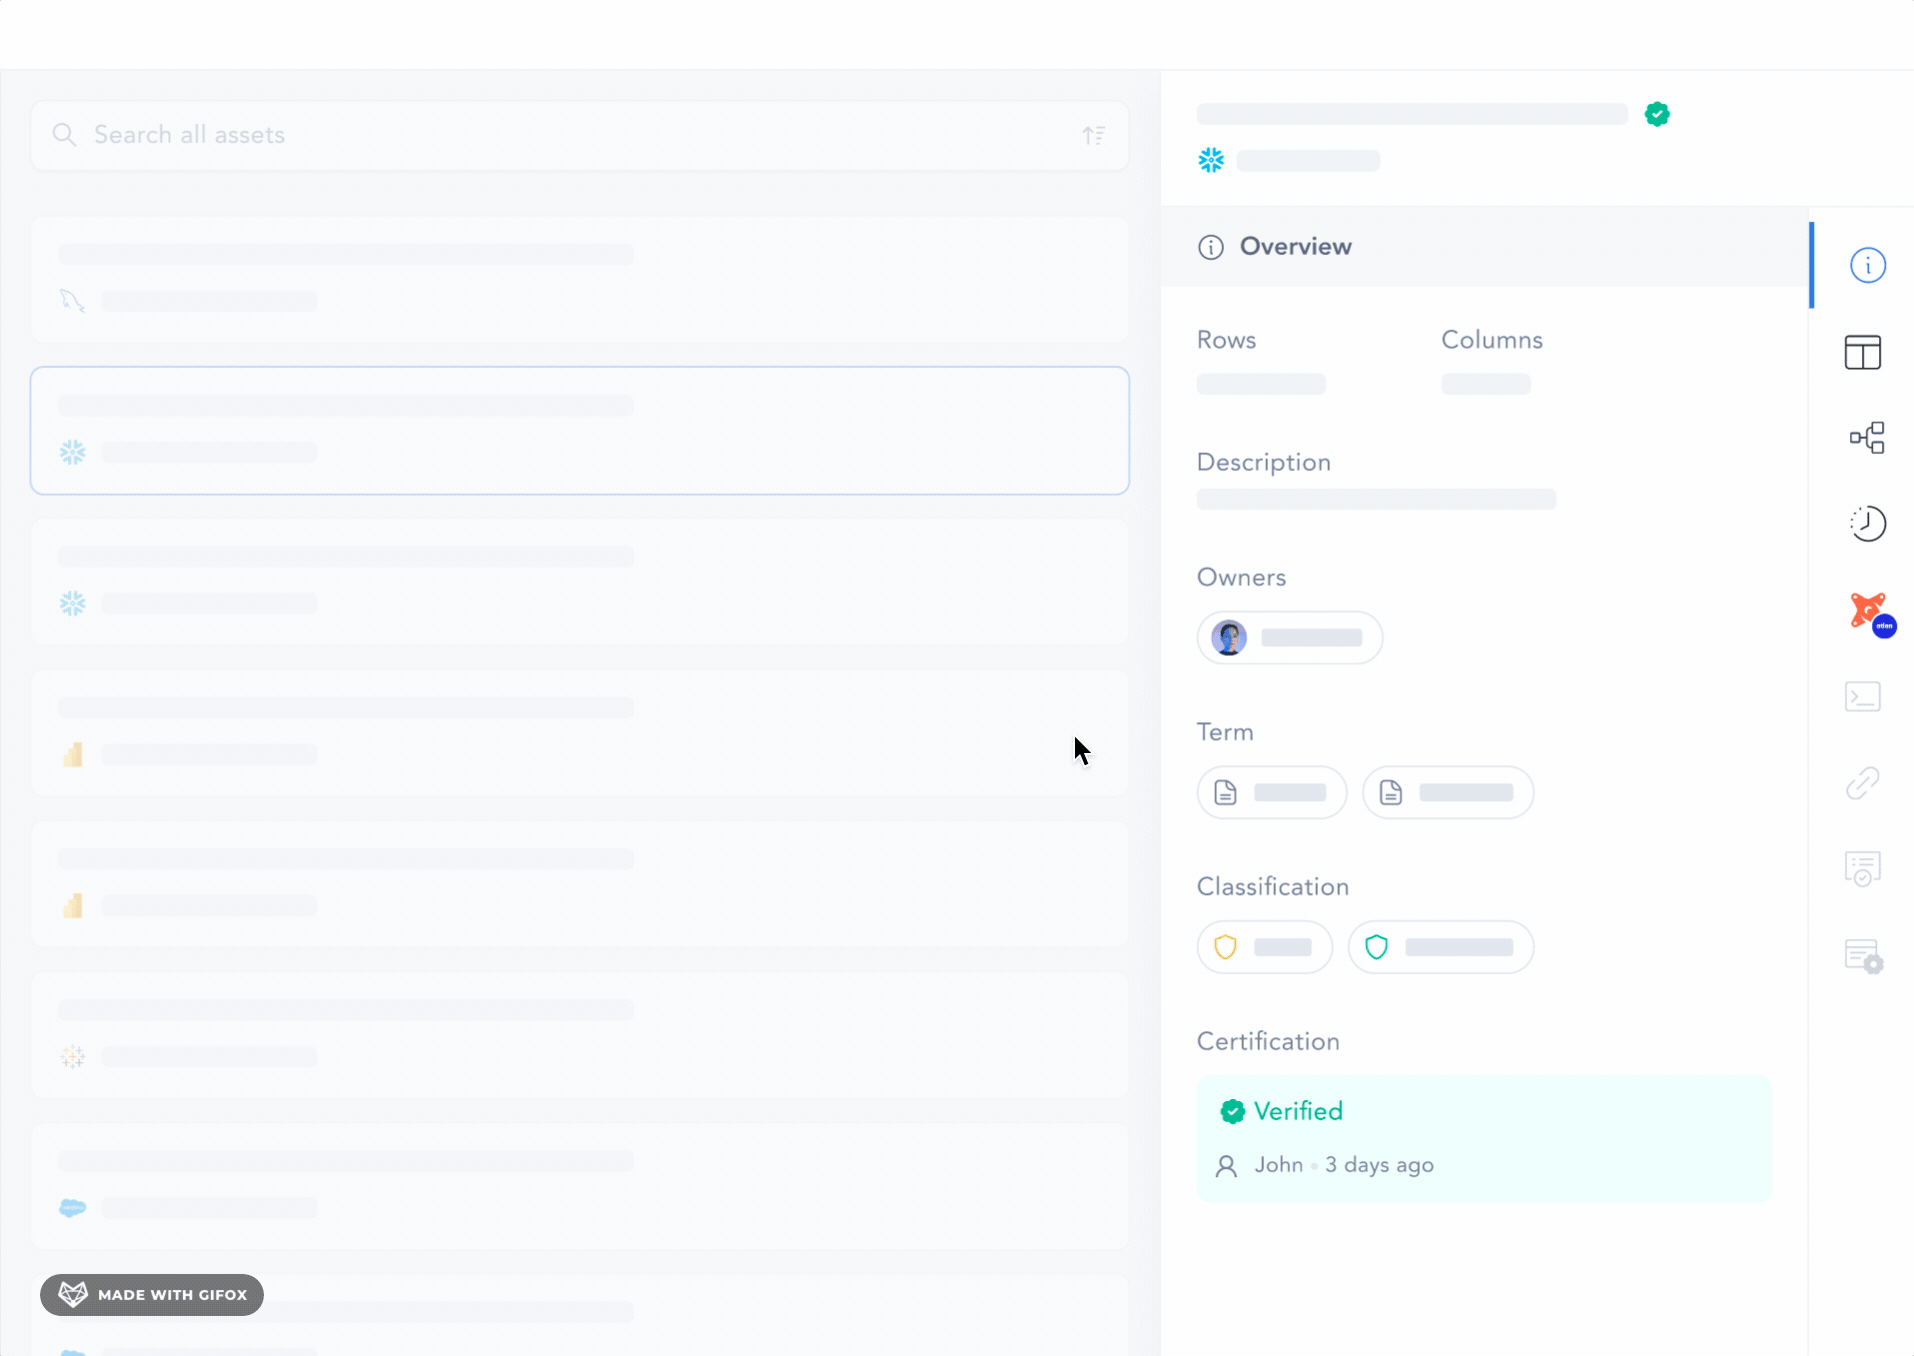 Search all assets
Overview
Rows
Columns
Description
Owners
atlan
Term
Classification
Certification
Verified
John • 3 days ago
MADE WITH GIFOX